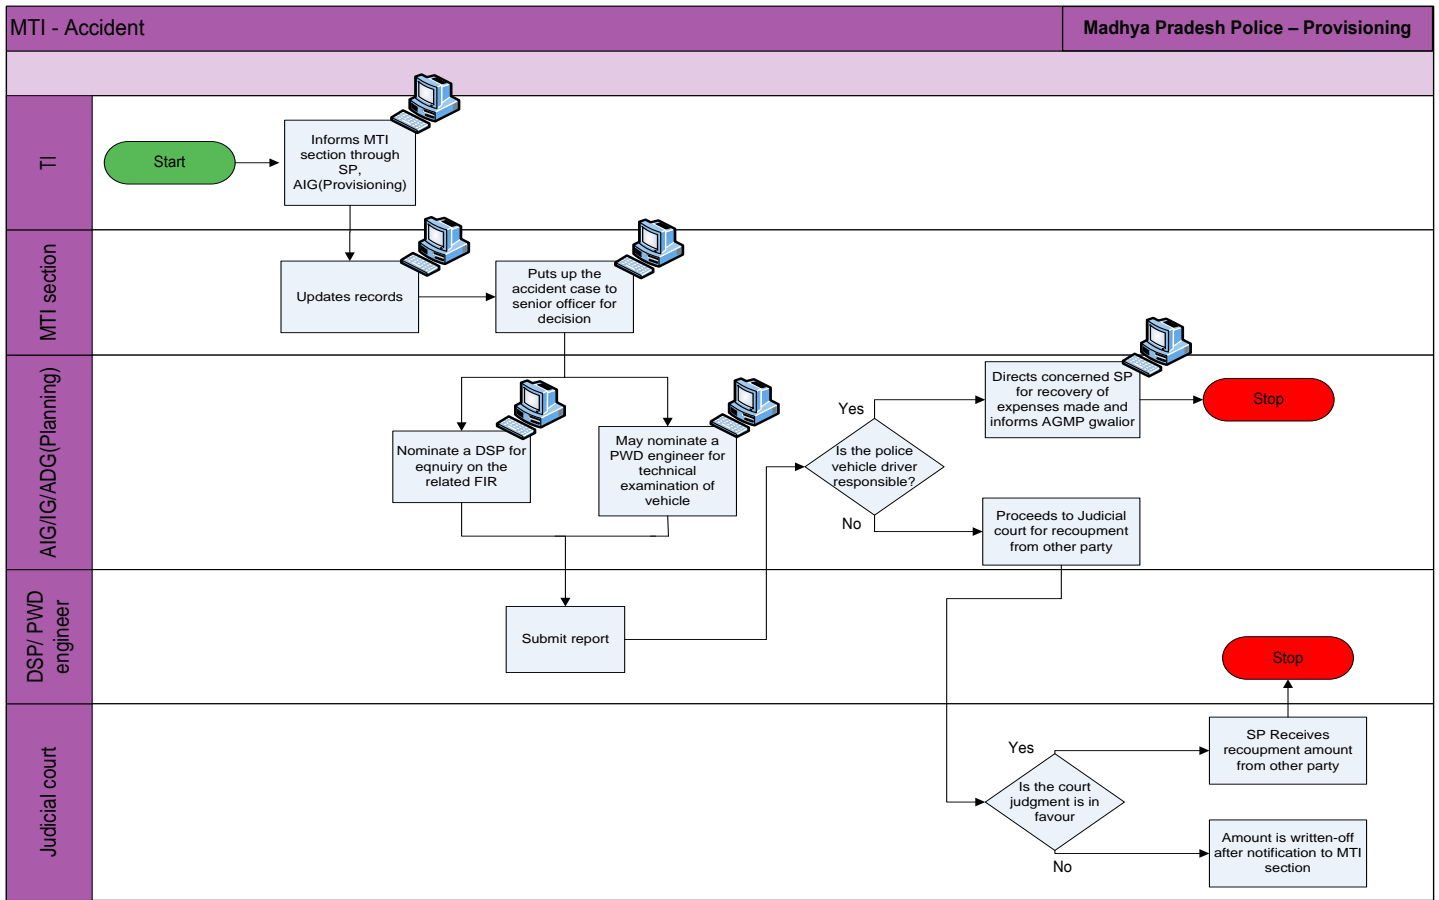 MTI - Accident
Madhya Pradesh Police – Provisioning
TI
Start
Informs MTI
section through
SP,
AIG(Provisioning)
MTI section
Updates records
Puts up the
accident case to
senior officer for
decision
AIG/IG/ADG(Planning)
Nominate a DSP for
eqnuiry on the
related FIR
May nominate a
PWD engineer for
technical
examination of
vehicle
Is the police
vehicle driver
responsible?
Yes
No
Directs concerned SP
for recovery of
expenses made and
informs AGMP gwalior
Stop
Proceeds to Judicial
court for recoupment
from other party
DSP/ PWD
engineer
Submit report
Stop
Judicial court
Is the court
judgment is in
favour
Yes
No
SP Receives
recoupment amount
from other party
Amount is written-off
after notification to MTI
section